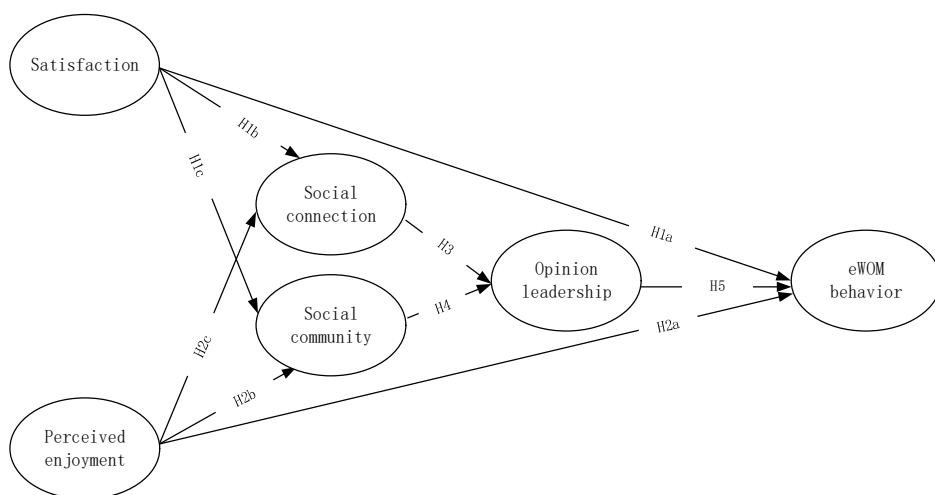 Satisfaction
H1b
H1c
Social
connection
H3
H1a
Opinion
leadership
H5
eWOM
behavior
Social
community
H4
H2a
H2c
H2b
Perceived
enjoyment